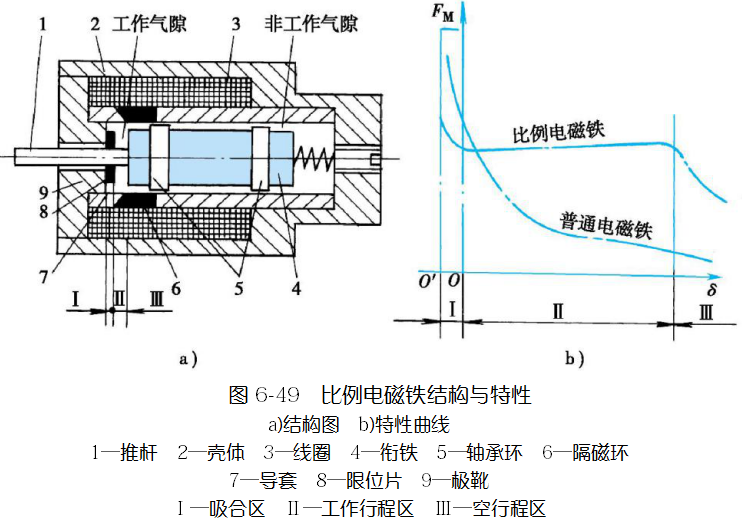 1 2 工作气隙 3 非工作气隙
9
8
7 6 5 4
Ⅰ Ⅱ Ⅲ
a)
F_M
比例电磁铁
普通电磁铁
O' O δ
Ⅰ Ⅱ Ⅲ
b)
图 6-49 比例电磁铁结构与特性
a)结构图 b)特性曲线
1—推杆 2—壳体 3—线圈 4—衔铁 5—轴承环 6—隔磁环
7—导套 8—限位片 9—极靴
Ⅰ—吸合区 Ⅱ—工作行程区 Ⅲ—空行程区